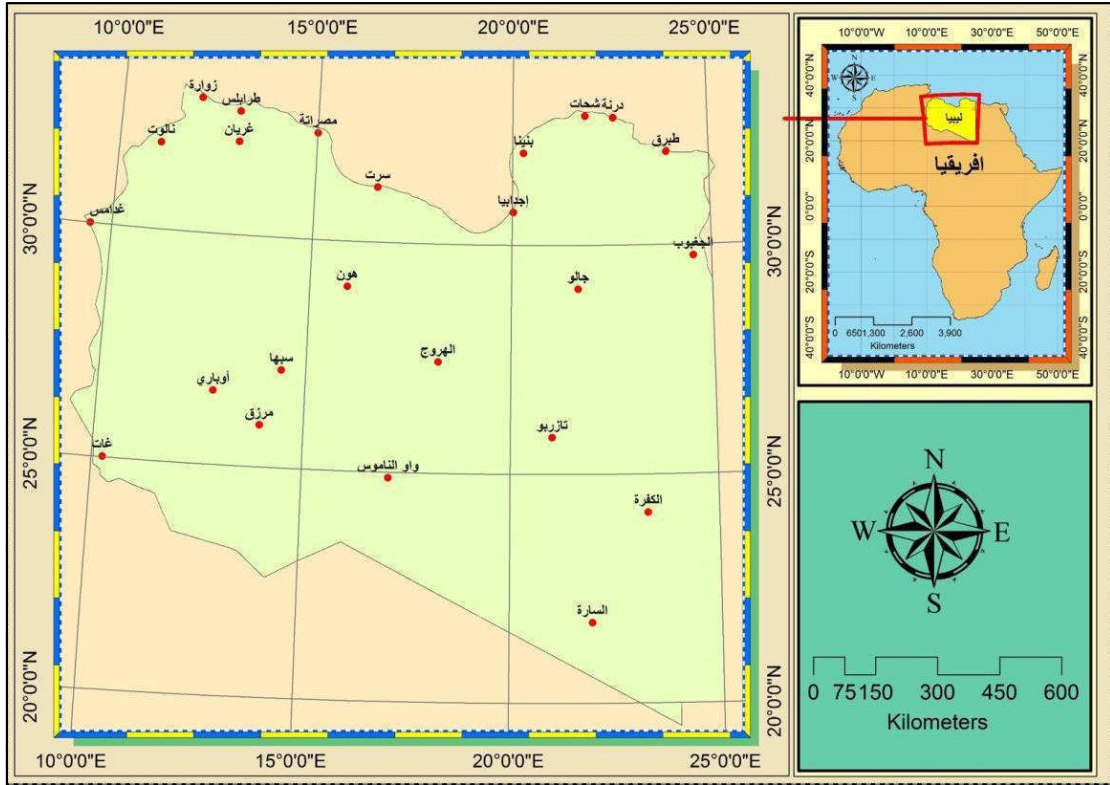 10°0'0"E 15°0'0"E 20°0'0"E 25°0'0"E
زوارة
طرابلس
درنة شحات
مصراتة
نالوت
غريان
بنينا
طبرق
سرت
إجدابيا
غدامس
الجغبوب
هون
جالو
الهروج
سبها
أوباري
مرزق
تازربو
غات
واو الناموس
الكفرة
السارة
30°0'0"N
25°0'0"N
20°0'0"N
30°0'0"N
25°0'0"N
20°0'0"N
10°0'0"E 15°0'0"E 20°0'0"E 25°0'0"E
10°0'0"W 10°0'0"E 30°0'0"E 50°0'0"E
40°0'0"N
20°0'0"N
0°0'0"
20°0'0"S
40°0'0"S
40°0'0"N
20°0'0"N
0°0'0"
20°0'0"S
40°0'0"S
N
W E
S
ليبيا
افريقيا
0 6501,300 2,600 3,900
Kilometers
10°0'0"W 10°0'0"E 30°0'0"E 50°0'0"E
N
W E
S
0 75 150 300 450 600
Kilometers